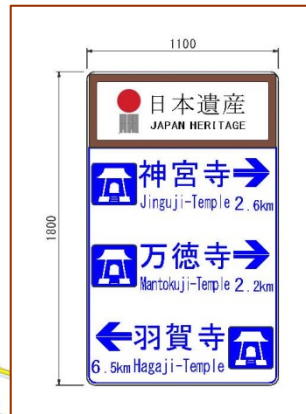 1100
1800
日本遺産
JAPAN HERITAGE
神宮寺
Jinguji-Temple 2.6km
万徳寺
Mantokuji-Temple 2.2km
羽賀寺
6.5km Hagaji-Temple